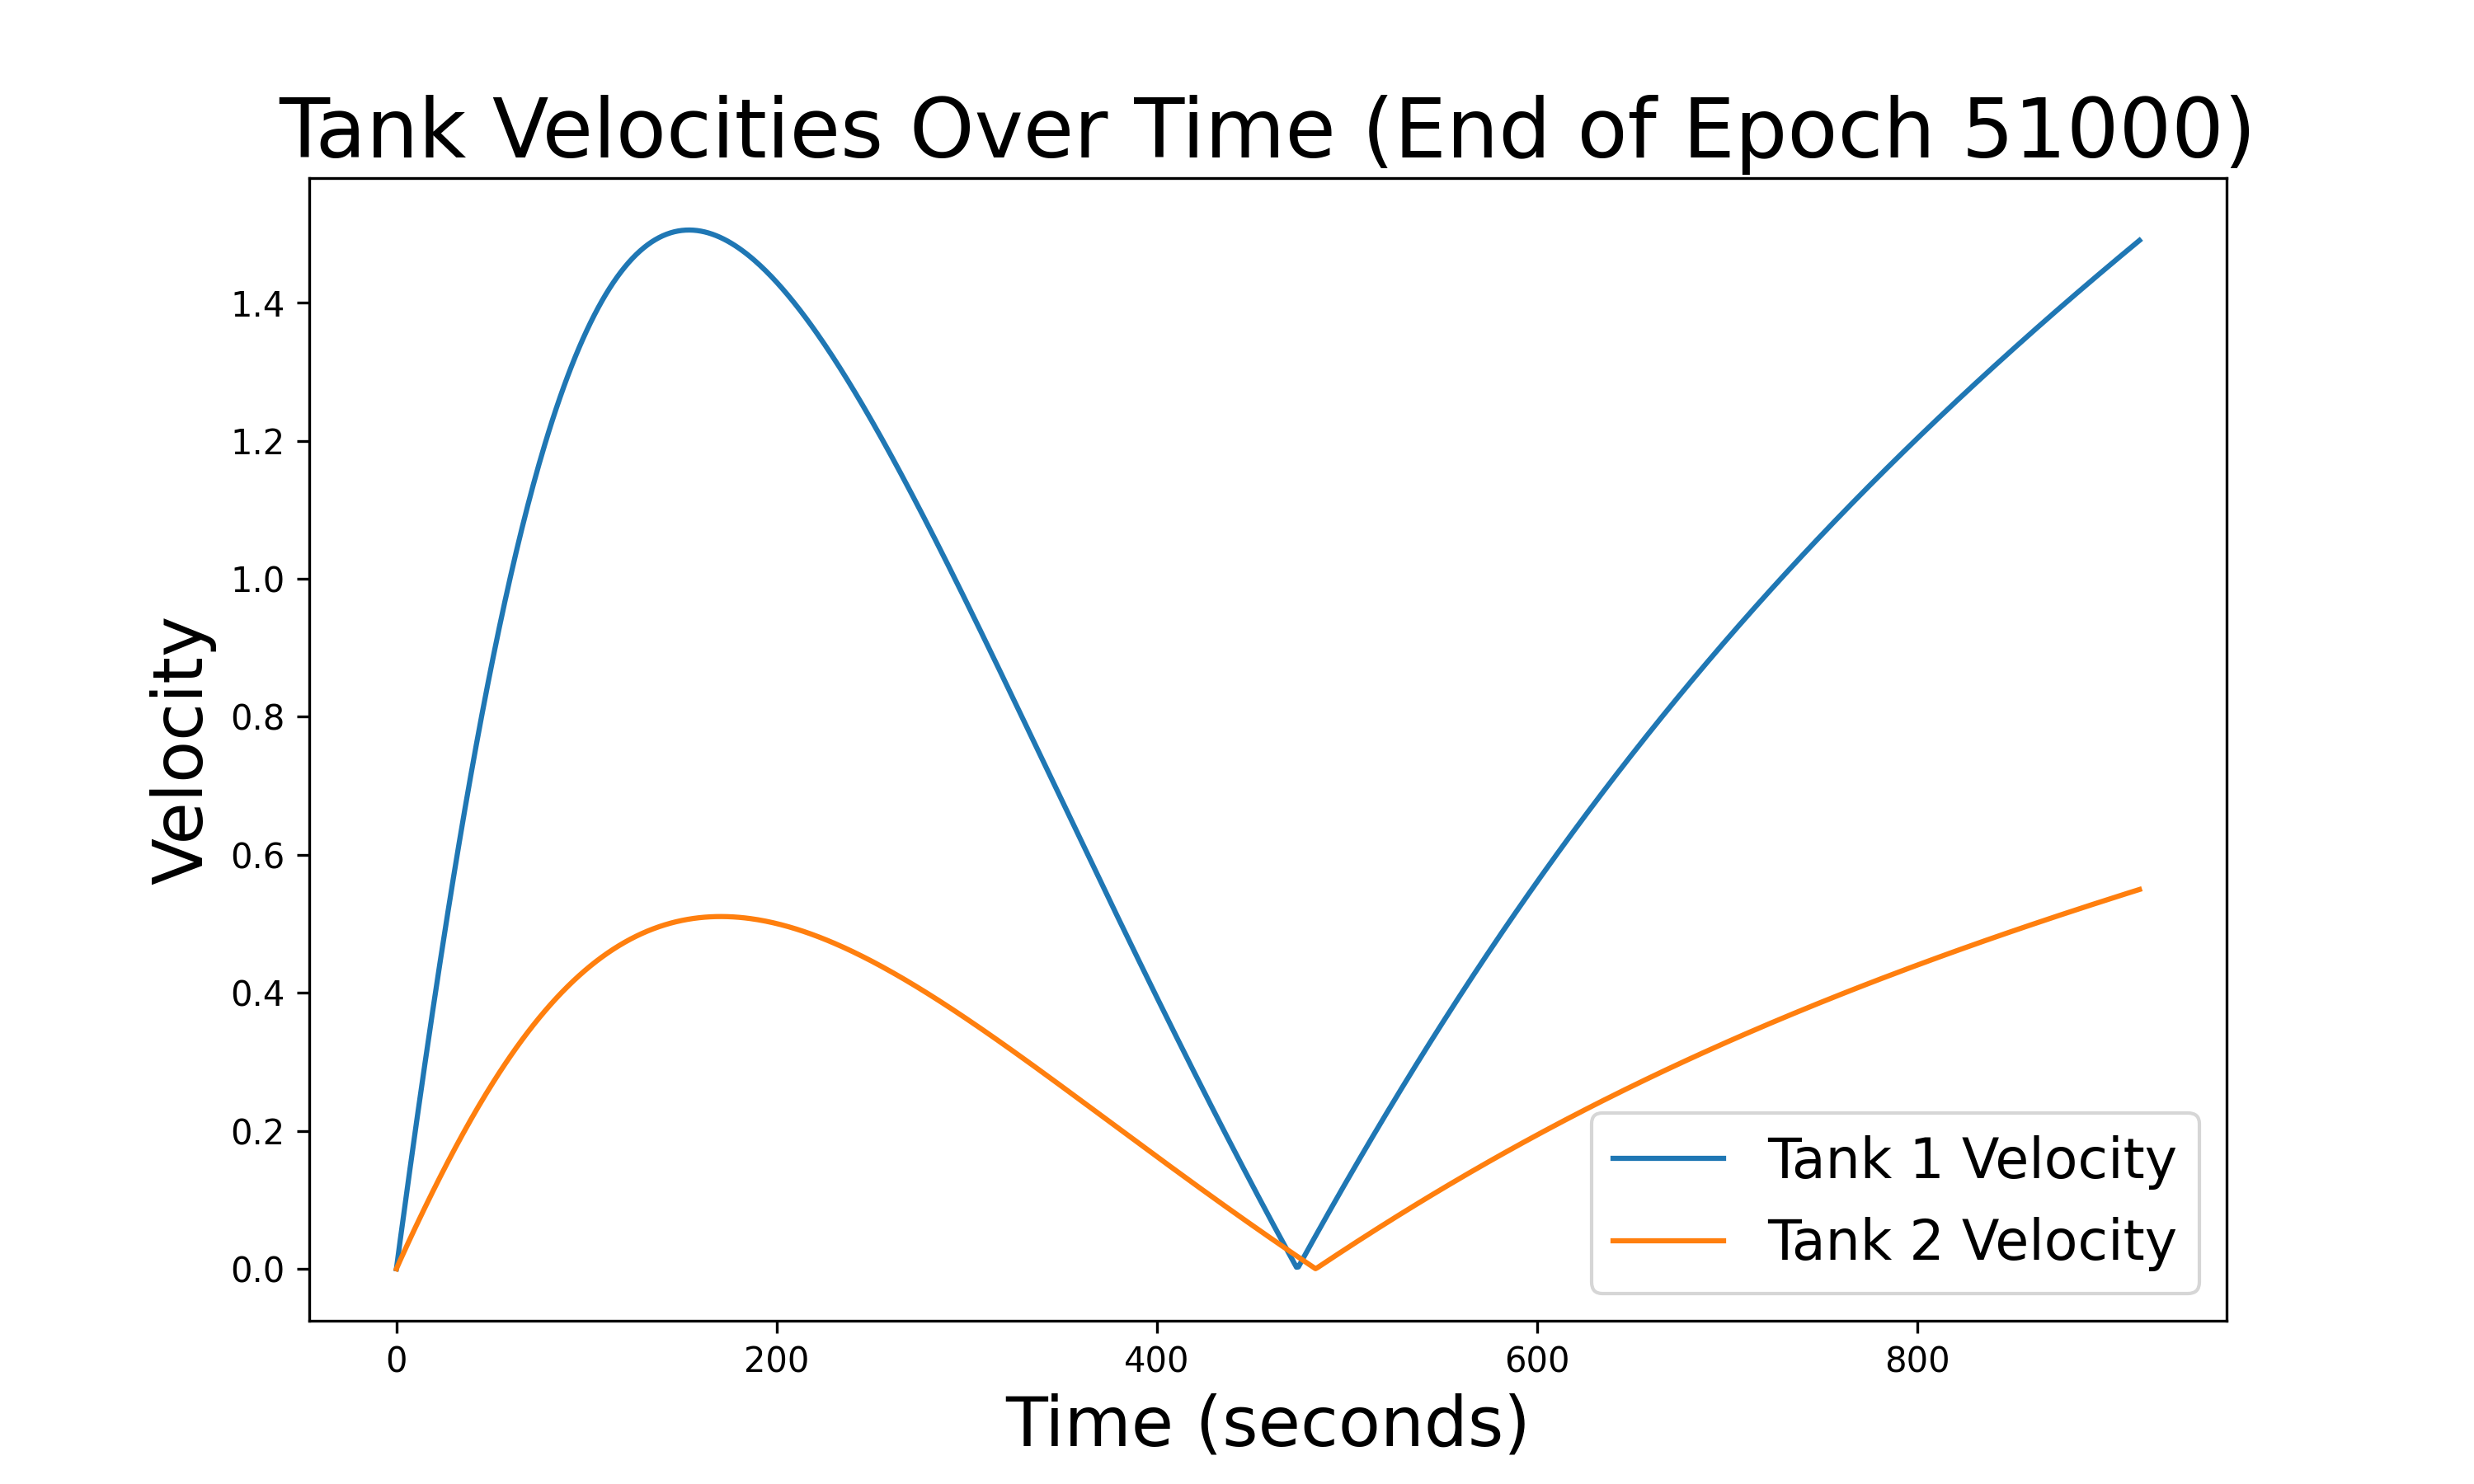 Tank Velocities Over Time (End of Epoch 51000)
Velocity
1.4
1.2
1.0
0.8
0.6
0.4
0.2
0.0
Tank 1 Velocity
Tank 2 Velocity
0 200 400 600 800
Time (seconds)